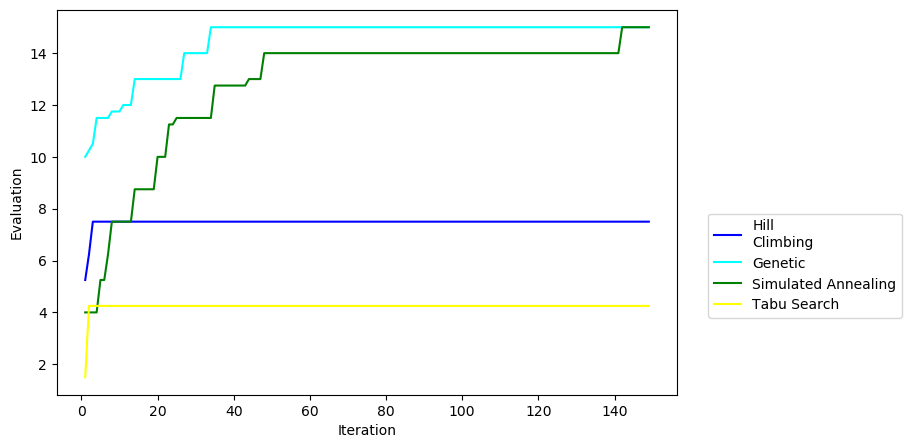 14
12
10
8
6
4
2
Evaluation
0 20 40 60 80 100 120 140
Iteration
Hill
Climbing
Genetic
Simulated Annealing
Tabu Search